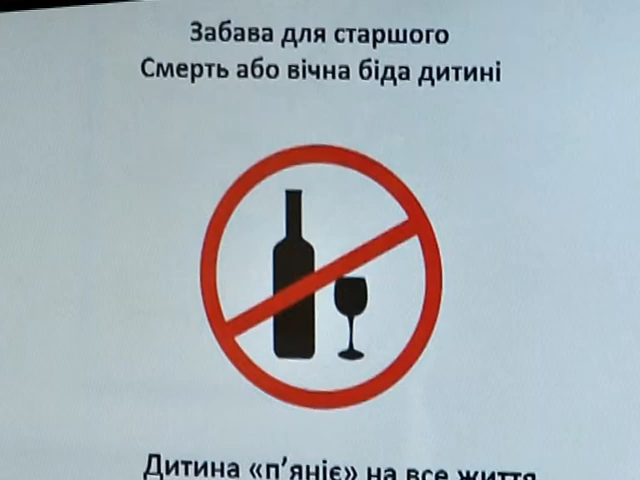 Забава для старшого
Смерть або вічна біда дитині
Дитина «п’яніє» на все життя